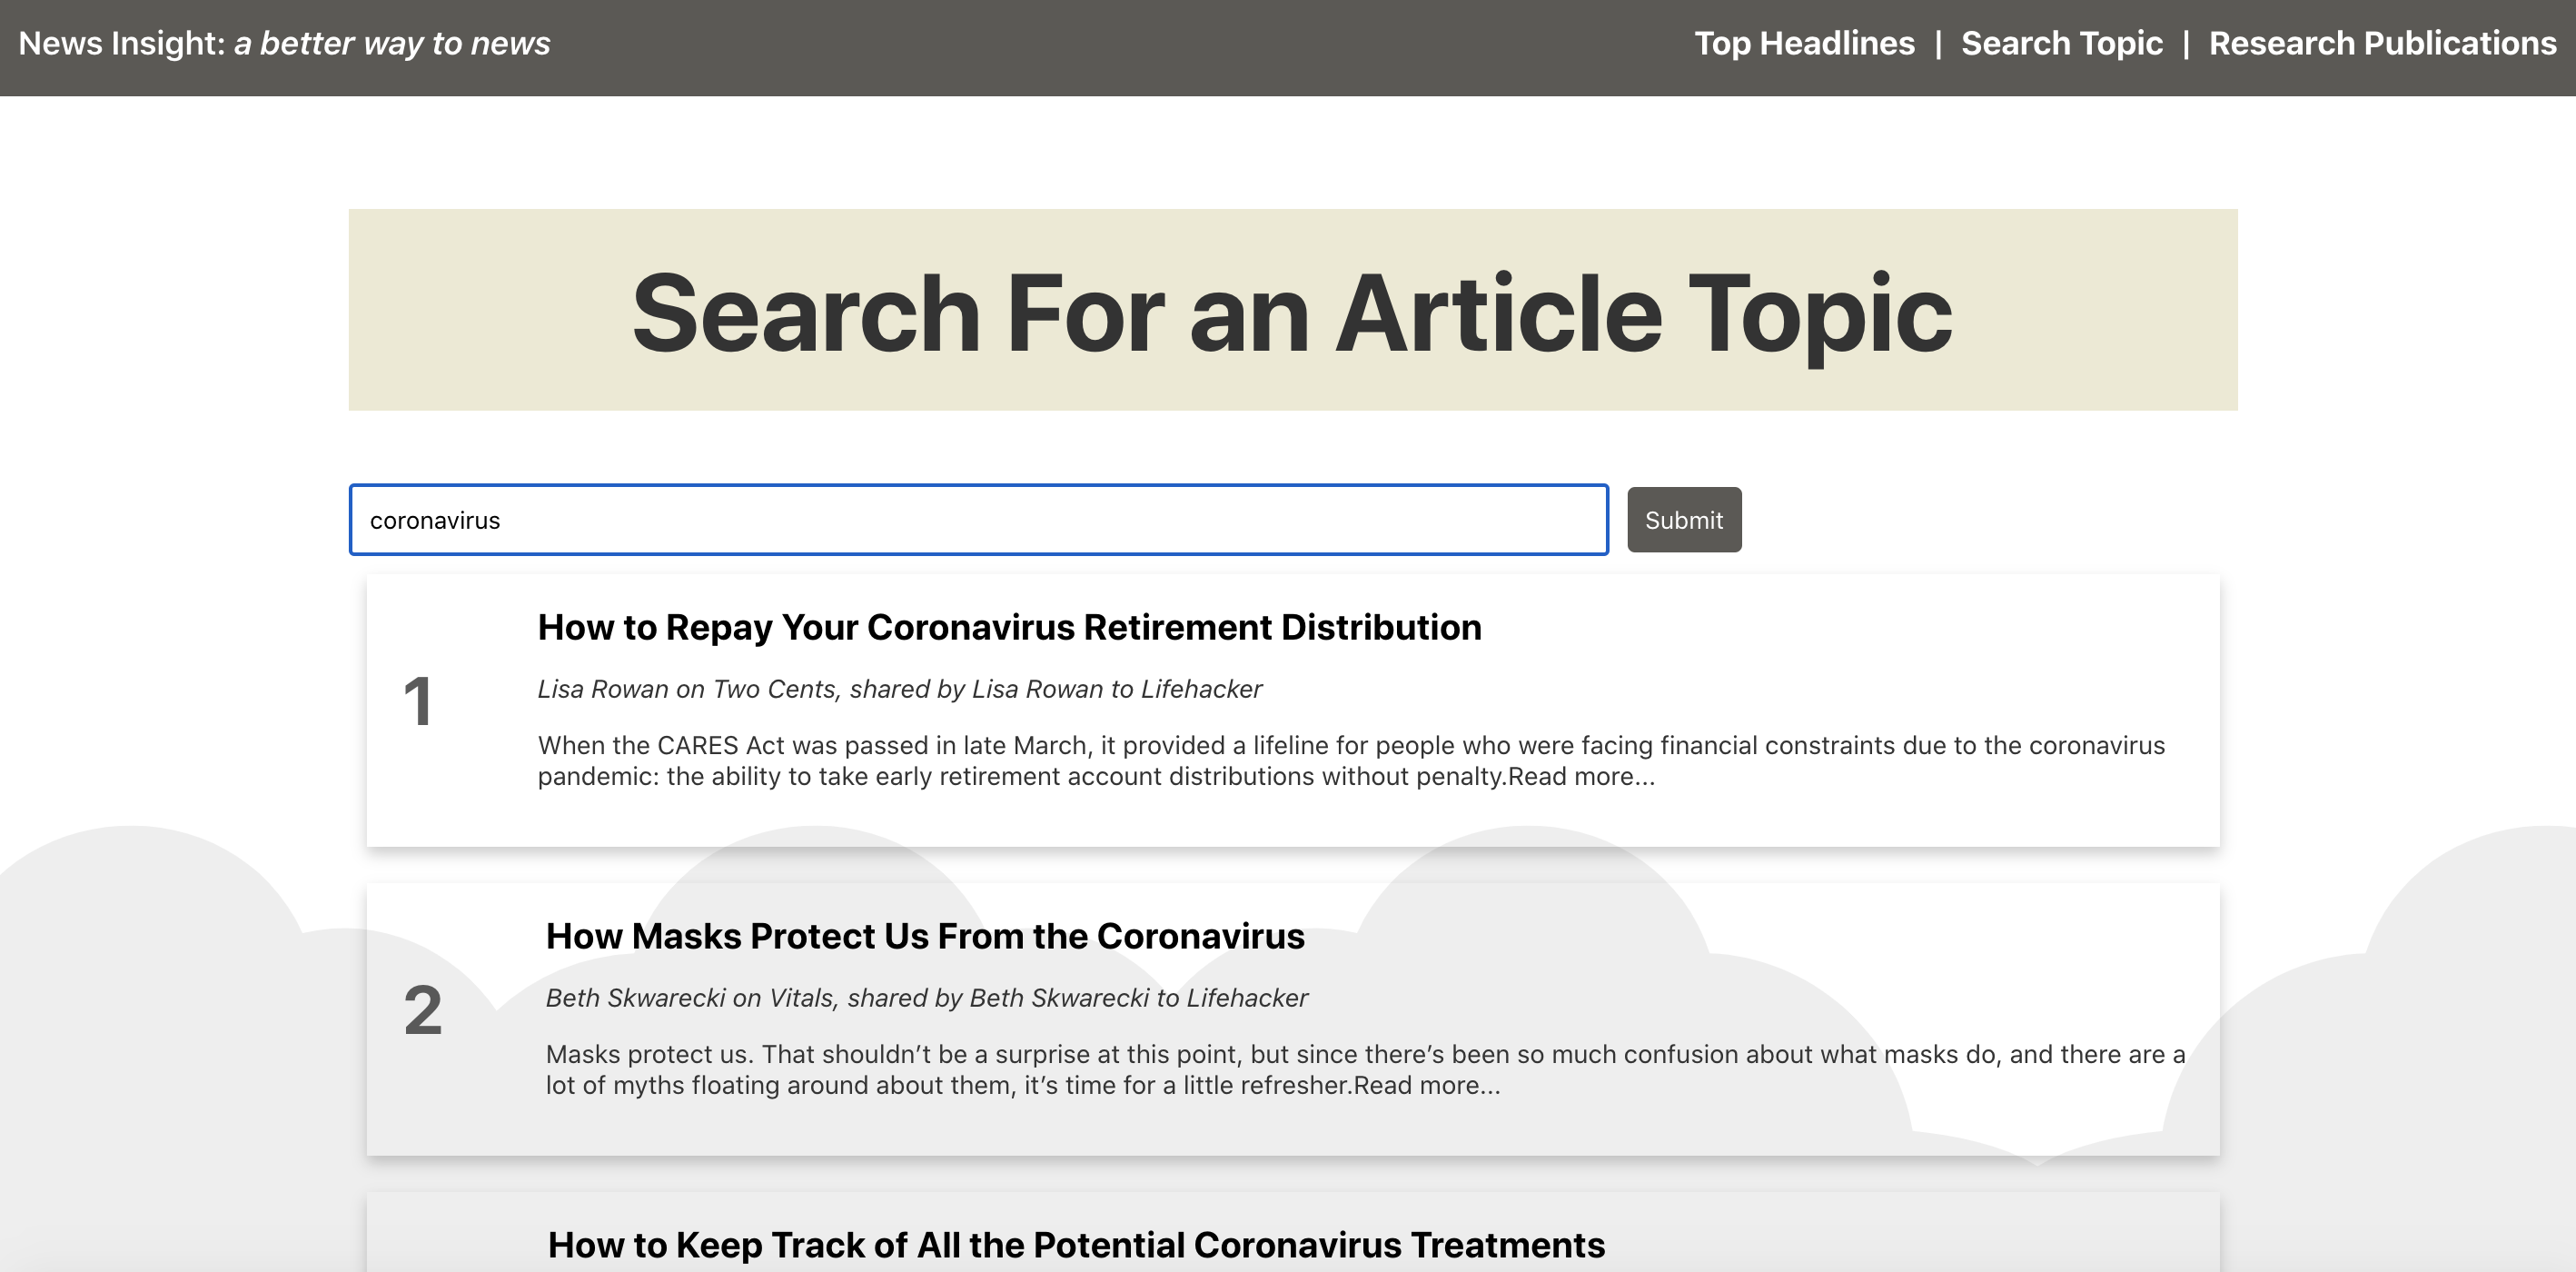 News Insight: a better way to news
Top Headlines | Search Topic | Research Publications
Search For an Article Topic
coronavirus
Submit
1
How to Repay Your Coronavirus Retirement Distribution
Lisa Rowan on Two Cents, shared by Lisa Rowan to Lifehacker
When the CARES Act was passed in late March, it provided a lifeline for people who were facing financial constraints due to the coronavirus
pandemic: the ability to take early retirement account distributions without penalty.Read more...
2
How Masks Protect Us From the Coronavirus
Beth Skwarecki on Vitals, shared by Beth Skwarecki to Lifehacker
Masks protect us. That shouldn’t be a surprise at this point, but since there’s been so much confusion about what masks do, and there are a
lot of myths floating around about them, it’s time for a little refresher.Read more...
How to Keep Track of All the Potential Coronavirus Treatments